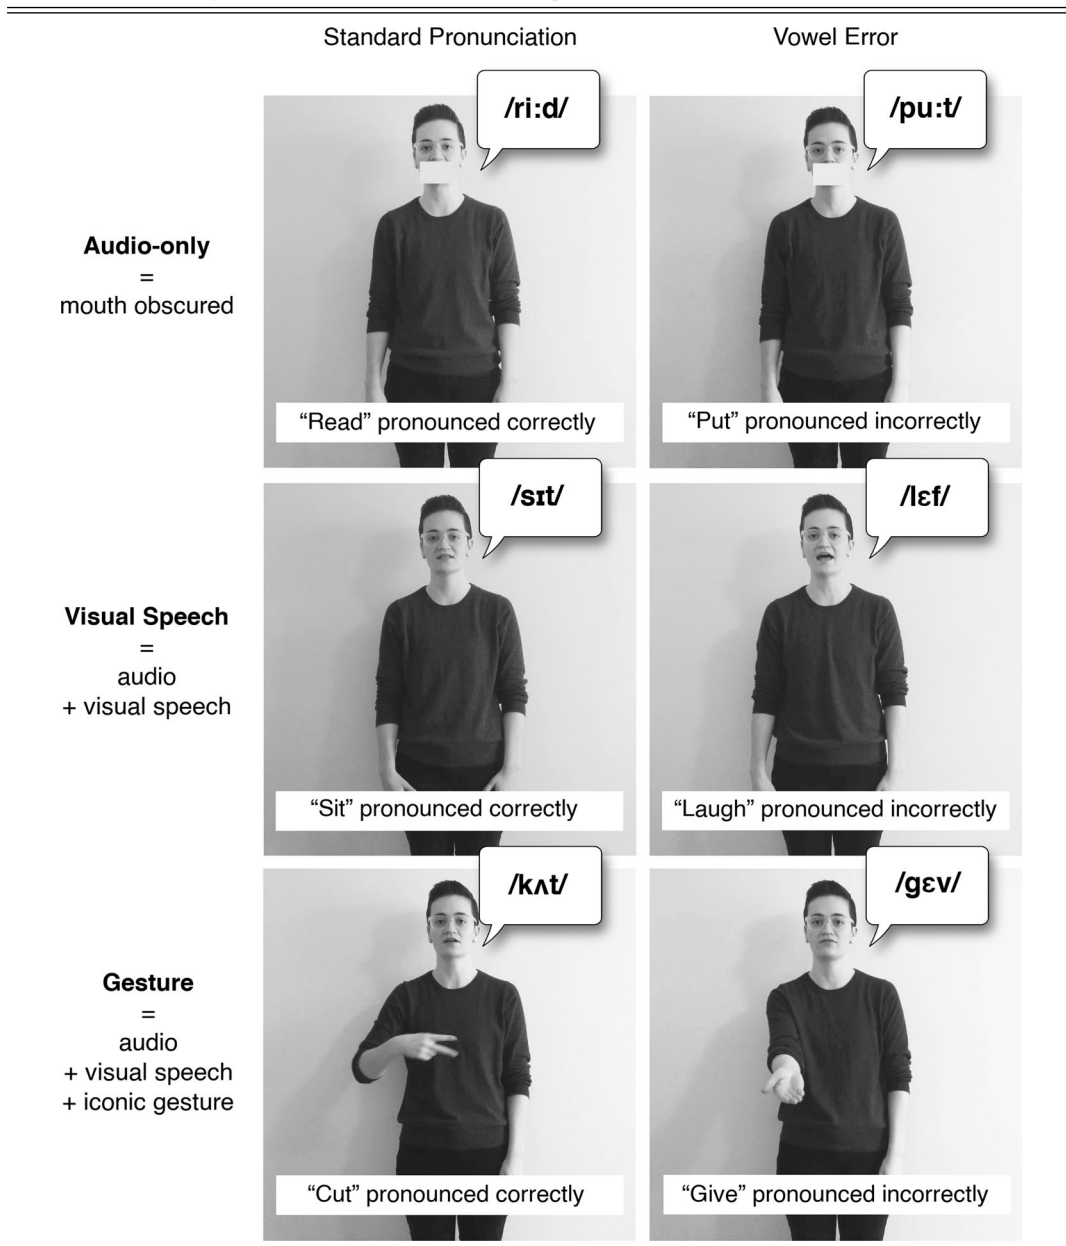 Standard Pronunciation Vowel Error
/ri:d/ /pu:t/
Audio-only
=
mouth obscured
“Read” pronounced correctly “Put” pronounced incorrectly
/sɪt/ /lɛf/
Visual Speech
=
audio
+ visual speech
“Sit” pronounced correctly “Laugh” pronounced incorrectly
/kʌt/ /gɛv/
Gesture
=
audio
+ visual speech
+ iconic gesture
“Cut” pronounced correctly “Give” pronounced incorrectly